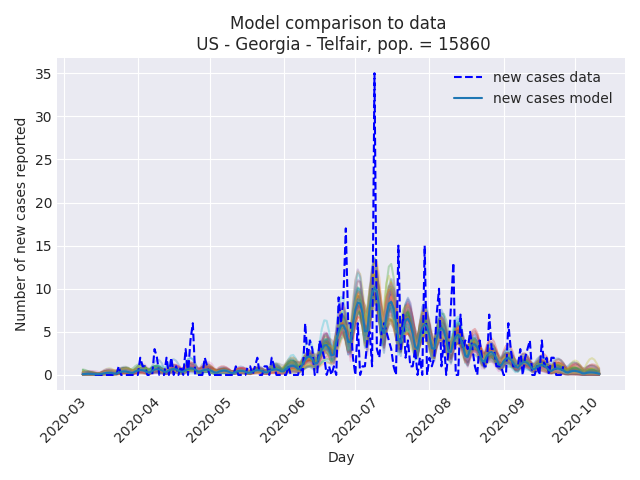 Model comparison to data
US - Georgia - Telfair, pop. = 15860
new cases data
new cases model
Number of new cases reported
35
30
25
20
15
10
5
0
2020-03
2020-04
2020-05
2020-06
2020-07
2020-08
2020-09
2020-10
Day